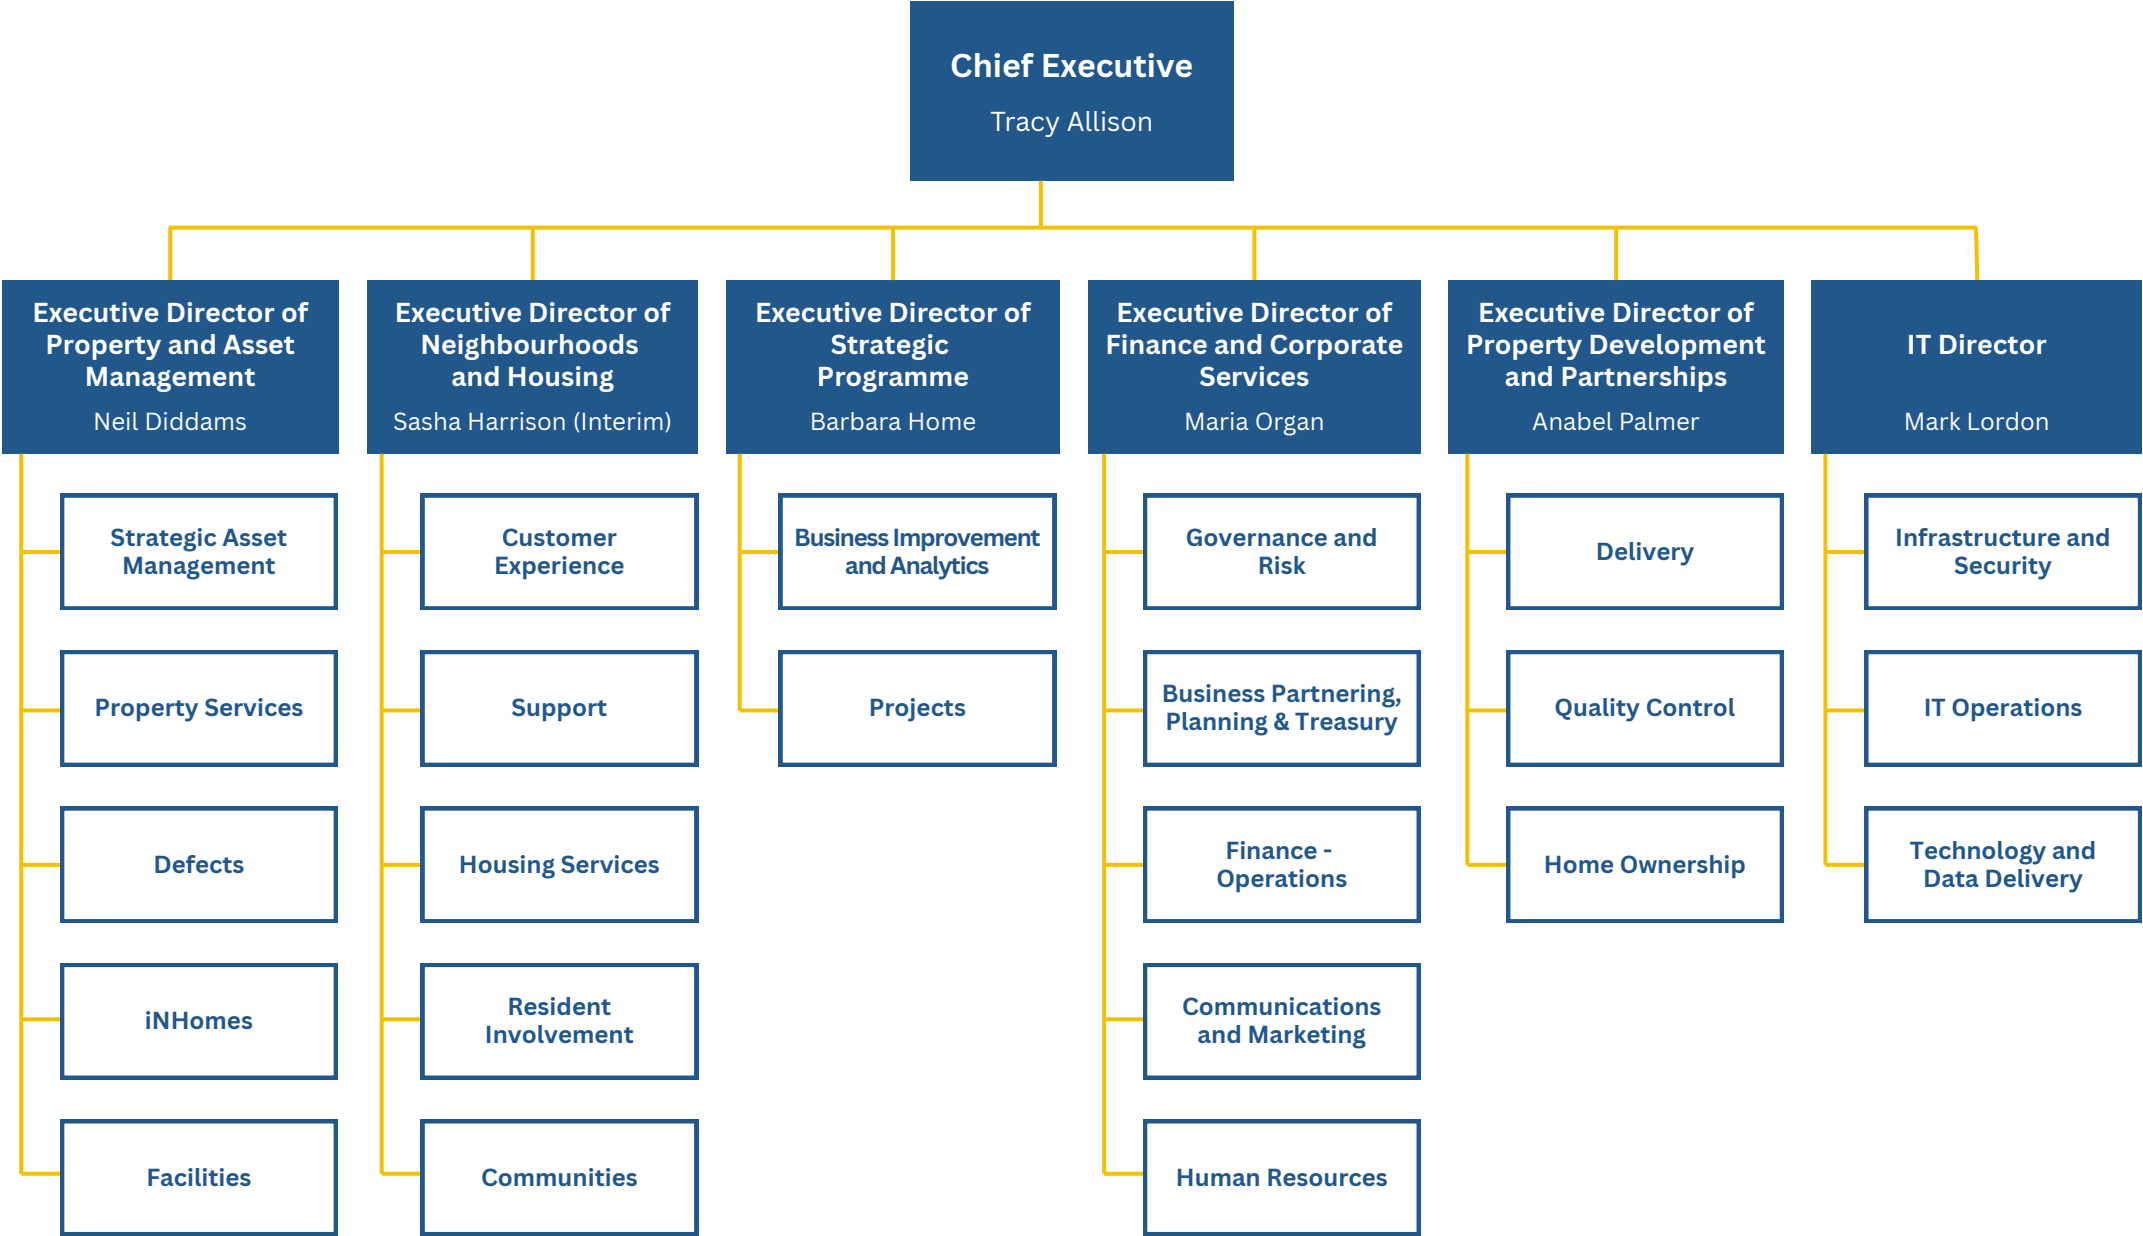 Chief Executive
Tracy Allison
Executive Director of
Property and Asset
Management
Neil Diddams
Executive Director of
Neighbourhoods
and Housing
Sasha Harrison (Interim)
Executive Director of
Strategic
Programme
Barbara Home
Executive Director of
Finance and Corporate
Services
Maria Organ
Executive Director of
Property Development
and Partnerships
Anabel Palmer
IT Director
Mark Lordon
Strategic Asset
Management
Property Services
Defects
iNHomes
Facilities
Customer
Experience
Support
Housing Services
Resident
Involvement
Communities
Business Improvement
and Analytics
Projects
Governance and
Risk
Business Partnering,
Planning & Treasury
Finance -
Operations
Communications
and Marketing
Human Resources
Delivery
Quality Control
Home Ownership
Infrastructure and
Security
IT Operations
Technology and
Data Delivery